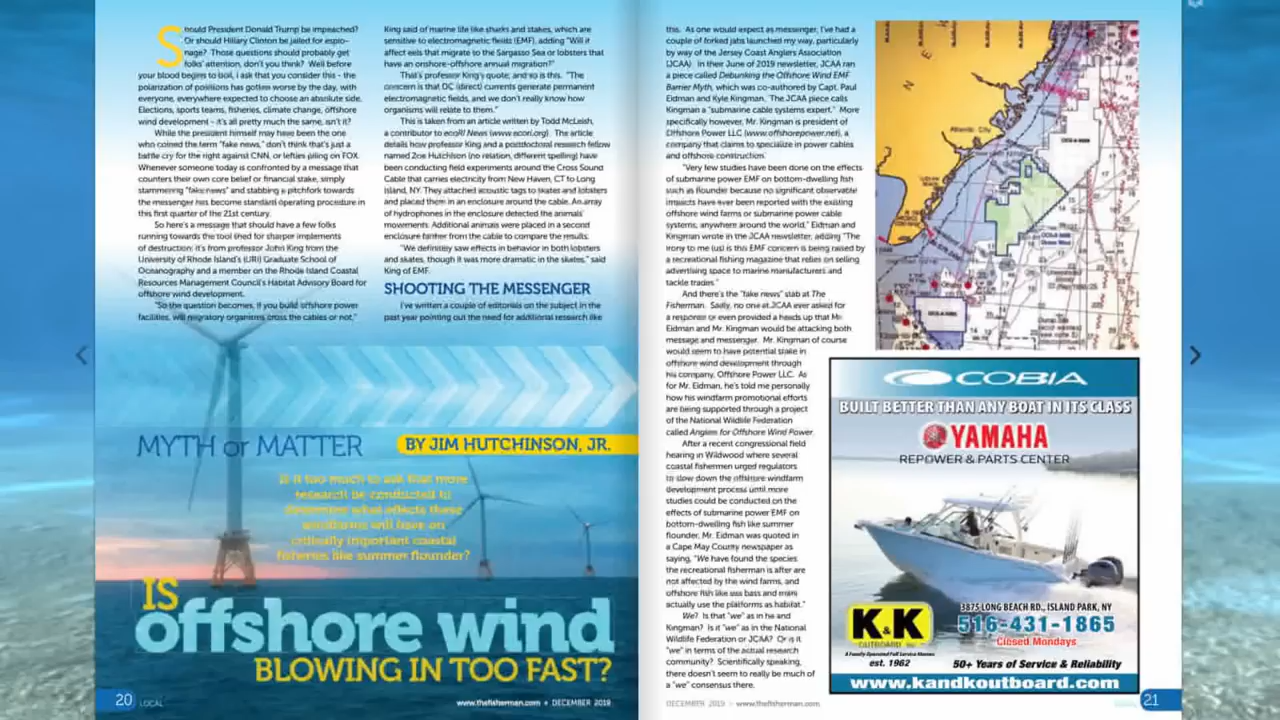 Should President Donald Trump be impeached?
Or should Hillary Clinton be jailed for espio-
nage? Those questions should probably get
folks' attention, don't you think? Well before
your blood begins to boil, I ask that you consider this - the
polarization of positions has gotten worse by the day, with
everyone, everywhere expected to choose an absolute side.
Elections, sports teams, fisheries, climate change, offshore
wind development - it's all pretty much the same, isn't it?
While the president himself may have been the one
who coined the term "fake news," don't think that's just a
battle cry for the right against CNN, or lefties piling on FOX.
Whenever someone today is confronted by a message that
counters their own core belief or financial stake, simply
stammering "fake news" and stabbing a pitchfork towards
the messenger has become standard operating procedure in
this first quarter of the 21st century.
So here's a message that should have a few folks
running towards the tool shed for sharper implements
of destruction; it's from professor John King from the
University of Rhode Island's (URI) Graduate School of
Oceanography and a member on the Rhode Island Coastal
Resources Management Council's Habitat Advisory Board for
offshore wind development.
"So the question becomes, if you build offshore power
facilities, will migratory organisms cross the cables or not,"
King said of marine life like sharks and skates, which are
sensitive to electromagnetic fields (EMF), adding "Will it
affect eels that migrate to the Sargasso Sea or lobsters that
have an onshore-offshore annual migration?"
That's professor King's quote, and so is this. "The
concern is that DC (direct) currents generate permanent
electromagnetic fields, and we don't really know how
organisms will relate to them."
This is taken from an article written by Todd McLeish,
a contributor to ecoRI News (www.ecori.org). The article
details how professor King and a postdoctoral research fellow
named Zoe Hutchison (no relation, different spelling) have
been conducting field experiments around the Cross Sound
Cable that carries electricity from New Haven, CT to Long
Island, NY. They attached acoustic tags to skates and lobsters
and placed them in an enclosure around the cable. An array
of hydrophones in the enclosure detected the animals'
movements. Additional animals were placed in a second
enclosure farther from the cable to compare the results.
"We definitely saw effects in behavior in both lobsters
and skates, though it was more dramatic in the skates," said
King of EMF.
SHOOTING THE MESSENGER
I've written a couple of editorials on the subject in the
past year pointing out the need for additional research like
MYTH or MATTER
BY JIM HUTCHINSON, JR.
Is it too much to ask that more
research be conducted to
determine what effects these
windfarms will have on
critically important coastal
fisheries like summer flounder?
IS
offshore wind
BLOWING IN TOO FAST?
20 LOCAL
www.thefisherman.com • DECEMBER 2019
this. As one would expect as messenger, I've had a
couple of forked jabs launched my way, particularly
by way of the Jersey Coast Anglers Association
(JCAA). In their June of 2019 newsletter, JCAA ran
a piece called Debunking the Offshore Wind EMF
Barrier Myth, which was co-authored by Capt. Paul
Eidman and Kyle Kingman. The JCAA piece calls
Kingman a "submarine cable systems expert." More
specifically however, Mr. Kingman is president of
Offshore Power LLC (www.offshorepower.net), a
company that claims to specialize in power cables
and offshore construction.
"Very few studies have been done on the effects
of submarine power EMF on bottom-dwelling fish
such as flounder because no significant observable
impacts have ever been reported with the existing
offshore wind farms or submarine power cable
systems, anywhere around the world," Eidman and
Kingman wrote in the JCAA newsletter, adding "The
irony to me (us) is this EMF concern is being raised by
a recreational fishing magazine that relies on selling
advertising space to marine manufacturers and
tackle trades."
And there's the "fake news" stab at The
Fisherman. Sadly, no one at JCAA ever asked for
a response or even provided a heads up that Mr.
Eidman and Mr. Kingman would be attacking both
message and messenger. Mr. Kingman of course
would seem to have potential stake in
offshore wind development through
his company, Offshore Power LLC. As
for Mr. Eidman, he's told me personally
how his windfarm promotional efforts
are being supported through a project
of the National Wildlife Federation
called Anglers for Offshore Wind Power.
After a recent congressional field
hearing in Wildwood where several
coastal fishermen urged regulators
to slow down the offshore windfarm
development process until more
studies could be conducted on the
effects of submarine power EMF on
bottom-dwelling fish like summer
flounder, Mr. Eidman was quoted in
a Cape May County newspaper as
saying, "We have found the species
the recreational fisherman is after are
not affected by the wind farms, and
offshore fish like sea bass and mahi
actually use the platforms as habitat."
We? Is that "we" as in he and
Kingman? Is it "we" as in the National
Wildlife Federation or JCAA? Or is it
"we" in terms of the actual research
community? Scientifically speaking,
there doesn't seem to really be much of
a "we" consensus there.
Atlantic City
COBIA
BUILT BETTER THAN ANY BOAT IN ITS CLASS
YAMAHA
REPOWER & PARTS CENTER
K&K
OUTBOARD
A Family Operated Full Service Marina
est. 1962
3875 LONG BEACH RD., ISLAND PARK, NY
516-431-1865
Closed Mondays
50+ Years of Service & Reliability
www.kandkoutboard.com
DECEMBER 2019 • www.thefisherman.com
21